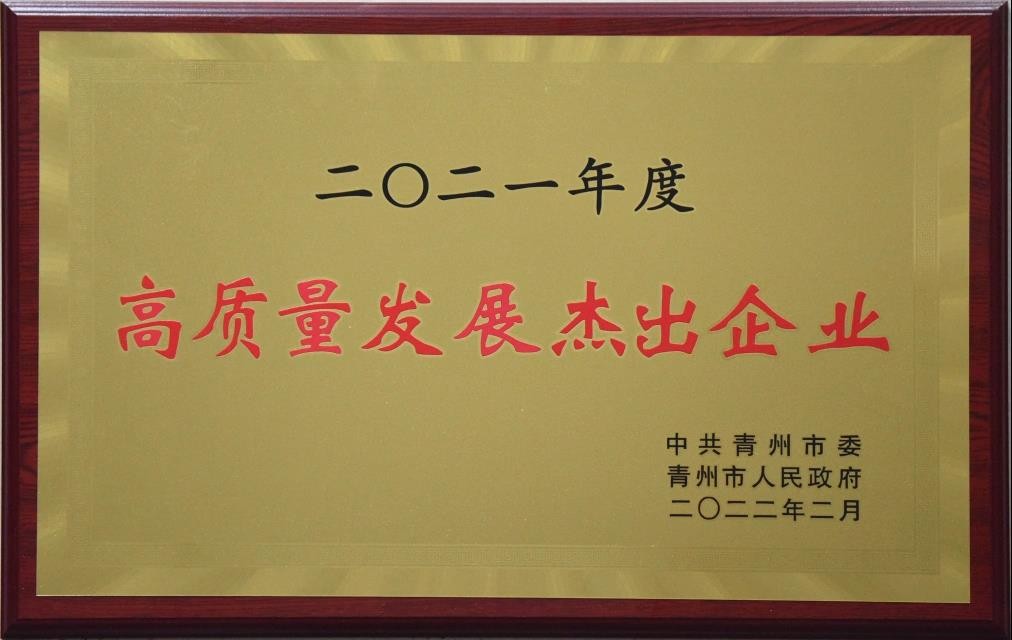 二〇二一年度
高质量发展杰出企业
中共青州市委
青州市人民政府
二〇二二年二月